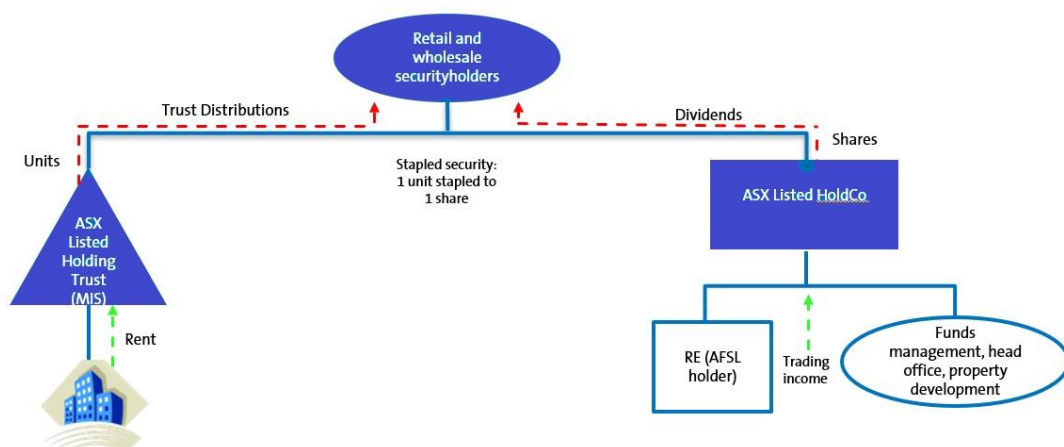 Retail and
wholesale
securityholders
Trust Distributions
Dividends
Units
Shares
Stapled security:
1 unit stapled to
1 share
ASX
Listed
Holding
Trust
(MIS)
ASX Listed HoldCo
Rent
RE (AFSL
holder)
Trading
income
Funds
management, head
office, property
development